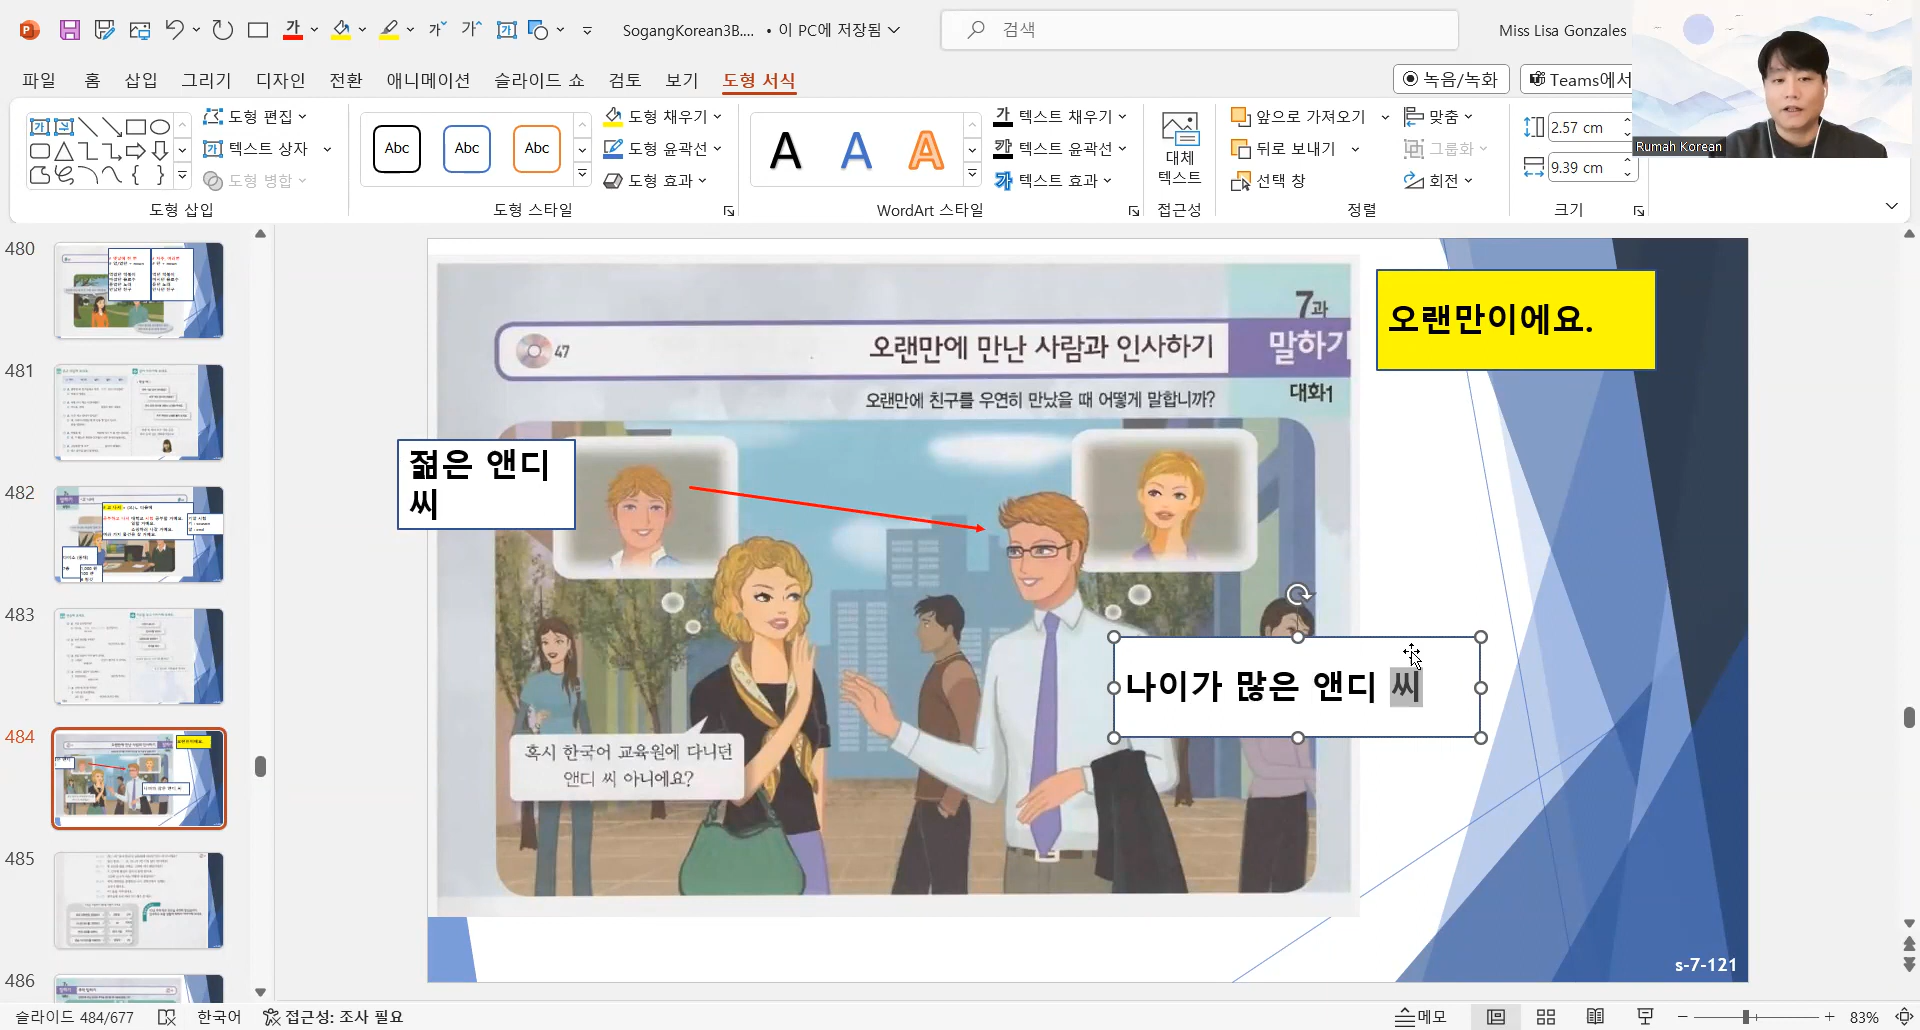 SogangKorean3B.... • 이 PC에 저장됨
검색
Miss Lisa Gonzales
파일 홈 삽입 그리기 디자인 전환 애니메이션 슬라이드 쇼 검토 보기 도형 서식
녹음/녹화
Teams에서
Rumah Korean
도형 편집
텍스트 상자
도형 병합
도형 삽입
Abc Abc Abc
도형 채우기
도형 윤곽선
도형 효과
도형 스타일
A A A
텍스트 채우기
텍스트 윤곽선
텍스트 효과
WordArt 스타일
대체
텍스트
접근성
앞으로 가져오기
뒤로 보내기
선택 창
맞춤
그룹화
회전
정렬
2.57 cm
9.39 cm
크기
480
481
482
483
484
485
486
7과
말하기
대화1
47
오랜만에 만난 사람과 인사하기
오랜만에 친구를 우연히 만났을 때 어떻게 말합니까?
오랜만이에요.
젊은 앤디
씨
나이가 많은 앤디 씨
혹시 한국어 교육원에 다니던
앤디 씨 아니에요?
s-7-121
슬라이드 484/677
한국어
접근성: 조사 필요
메모
83%